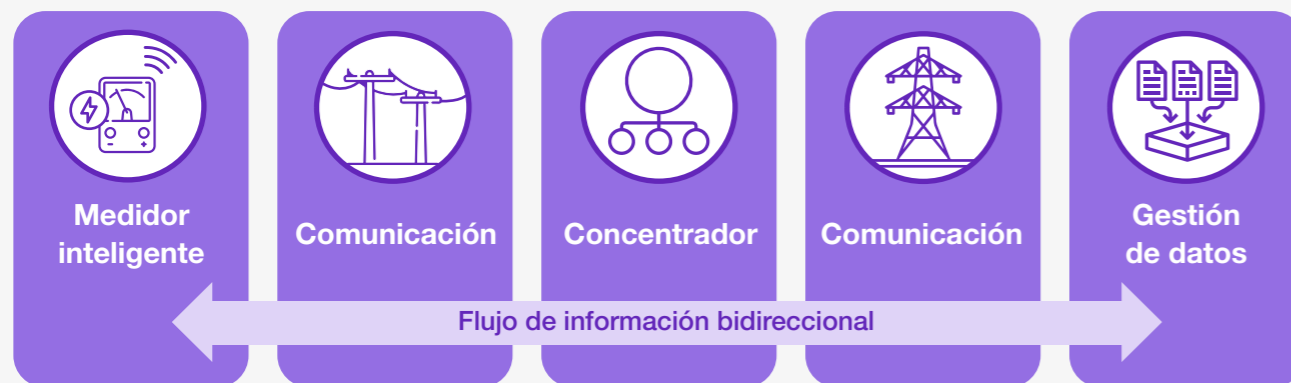 Medidor
inteligente
Comunicación
Concentrador
Comunicación
Gestión
de datos
Flujo de información bidireccional